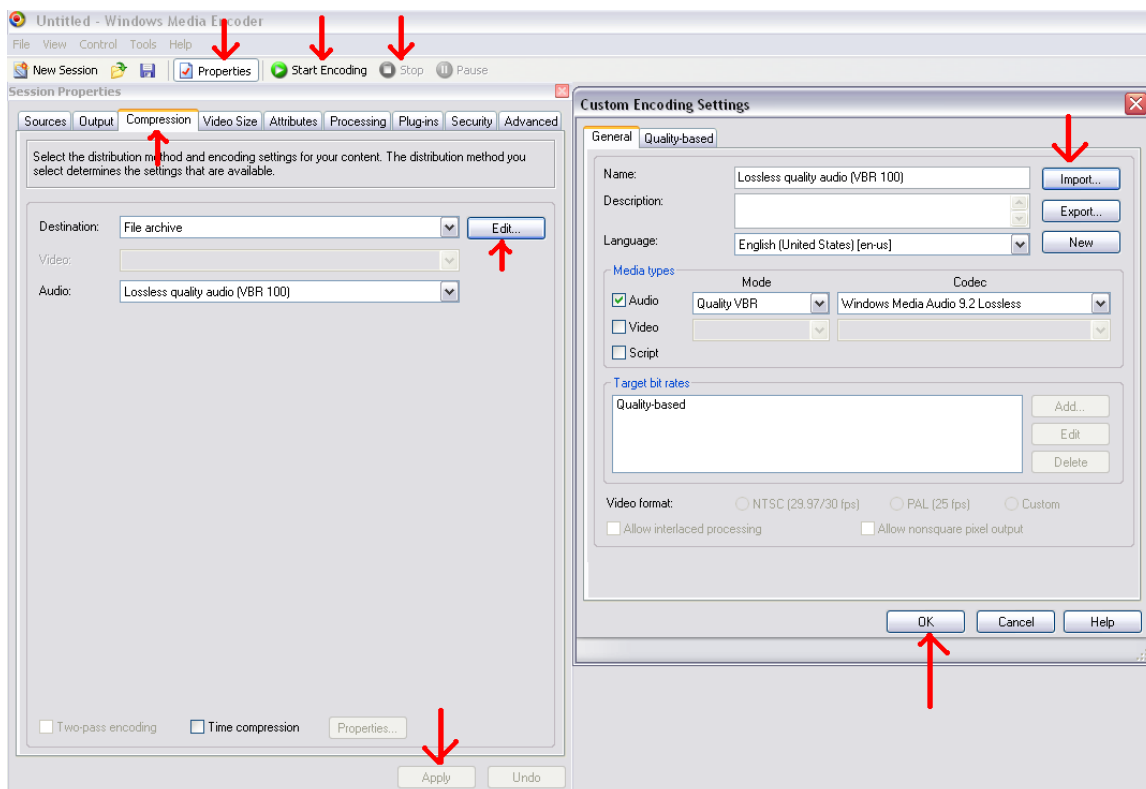 Untitled - Windows Media Encoder
File View Control Tools Help
New Session Properties Start Encoding Stop Pause
Session Properties
Sources Output Compression Video Size Attributes Processing Plug-ins Security Advanced
Select the distribution method and encoding settings for your content. The distribution method you
select determines the settings that are available.
Destination: File archive Edit...
Video:
Audio: Lossless quality audio (VBR 100)
Two-pass encoding Time compression Properties...
Apply Undo
Custom Encoding Settings
General Quality-based
Name: Lossless quality audio (VBR 100) Import...
Description: Export...
Language: English (United States) [en-us] New
Media types
Mode Codec
Audio Quality VBR Windows Media Audio 9.2 Lossless
Video
Script
Target bit rates
Quality-based
Add...
Edit
Delete
Video format: NTSC (29.97/30 fps) PAL (25 fps) Custom
Allow interlaced processing Allow nonsquare pixel output
OK Cancel Help